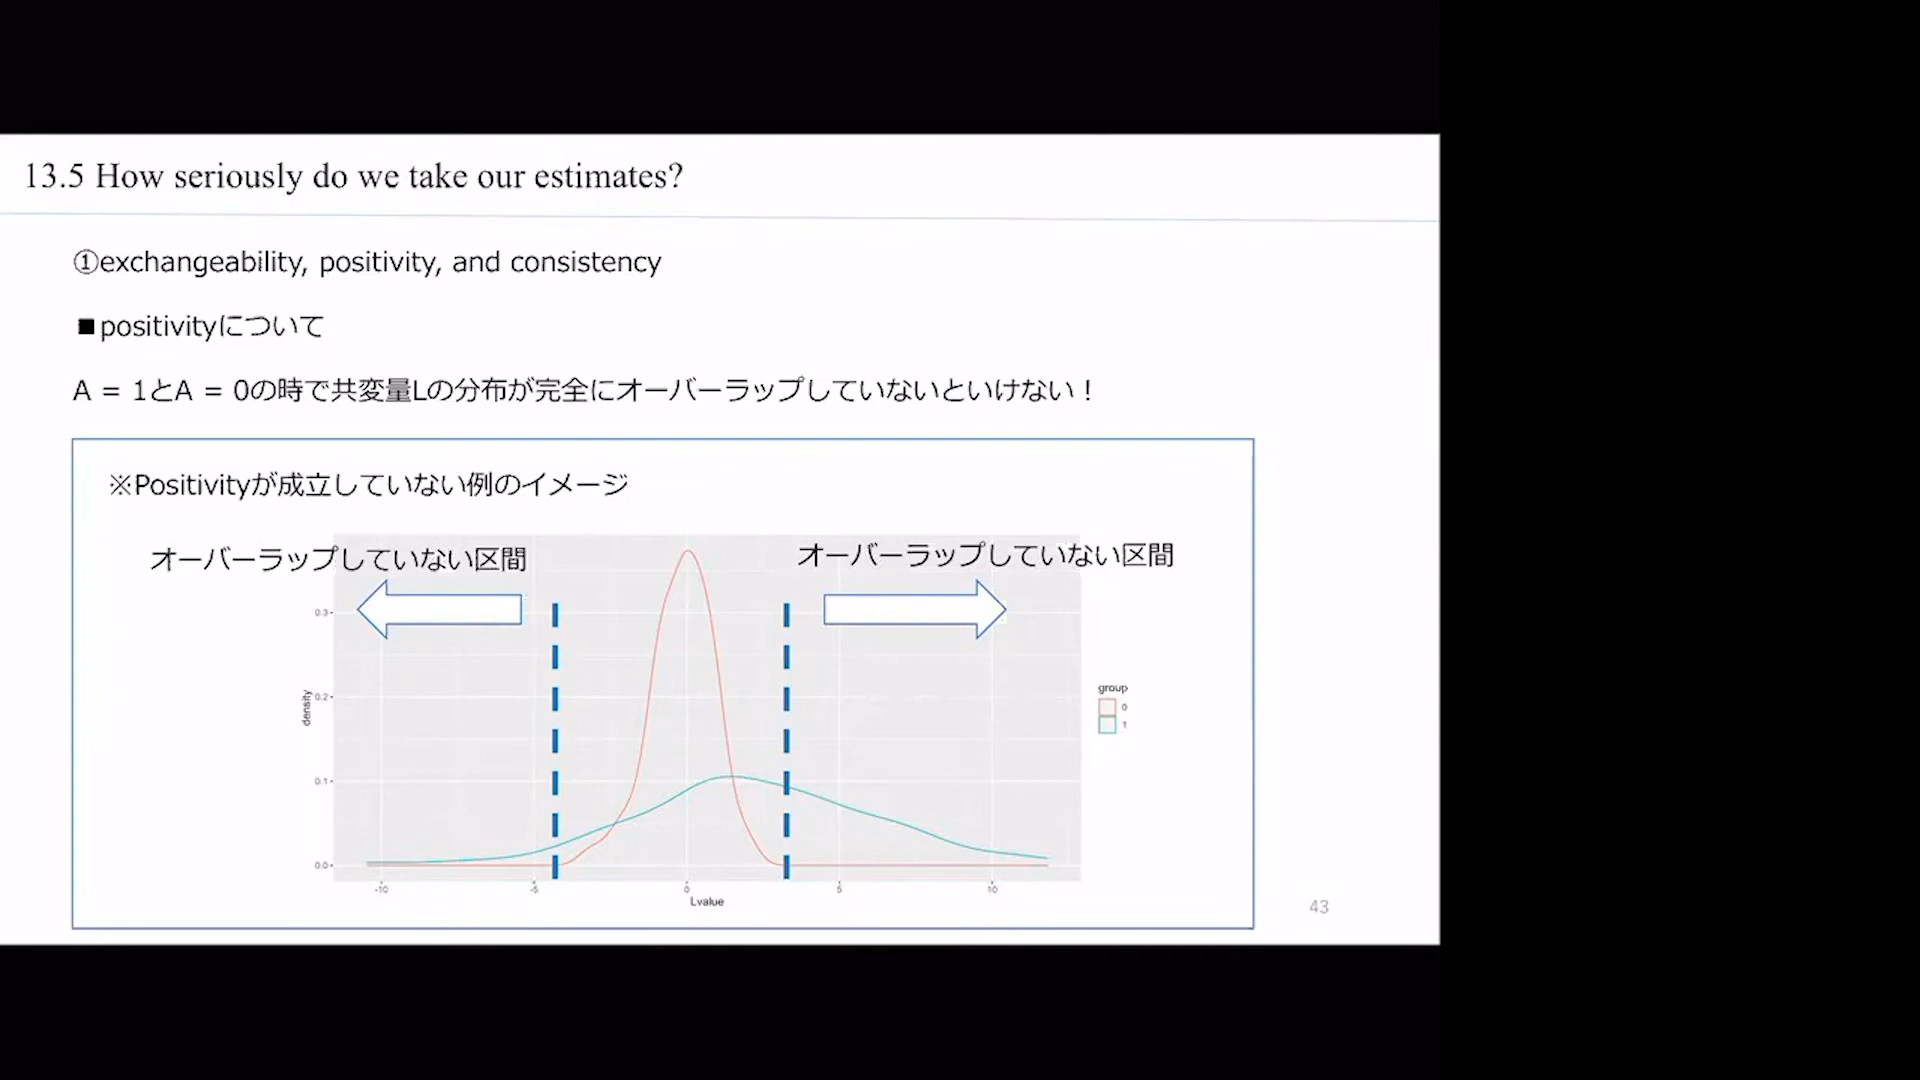 13.5 How seriously do we take our estimates?
①exchangeability, positivity, and consistency
■positivityについて
A = 1とA = 0の時で共変量Lの分布が完全にオーバーラップしていないといけない！
※Positivityが成立していない例のイメージ
オーバーラップしていない区間
オーバーラップしていない区間
0.3
0.2
0.1
0.0
density
-10
-5
0
5
10
Lvalue
group
0
1
43